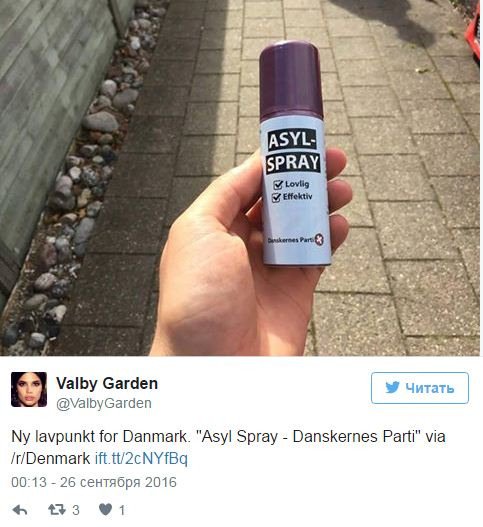 ASYL-
SPRAY
Lovlig
Effektiv
Danskernes Parti
Valby Garden
@ValbyGarden
Читать
Ny lavpunkt for Danmark. "Asyl Spray - Danskernes Parti" via
/r/Denmark ift.tt/2cNYfBq
00:13 - 26 сентября 2016
3
1